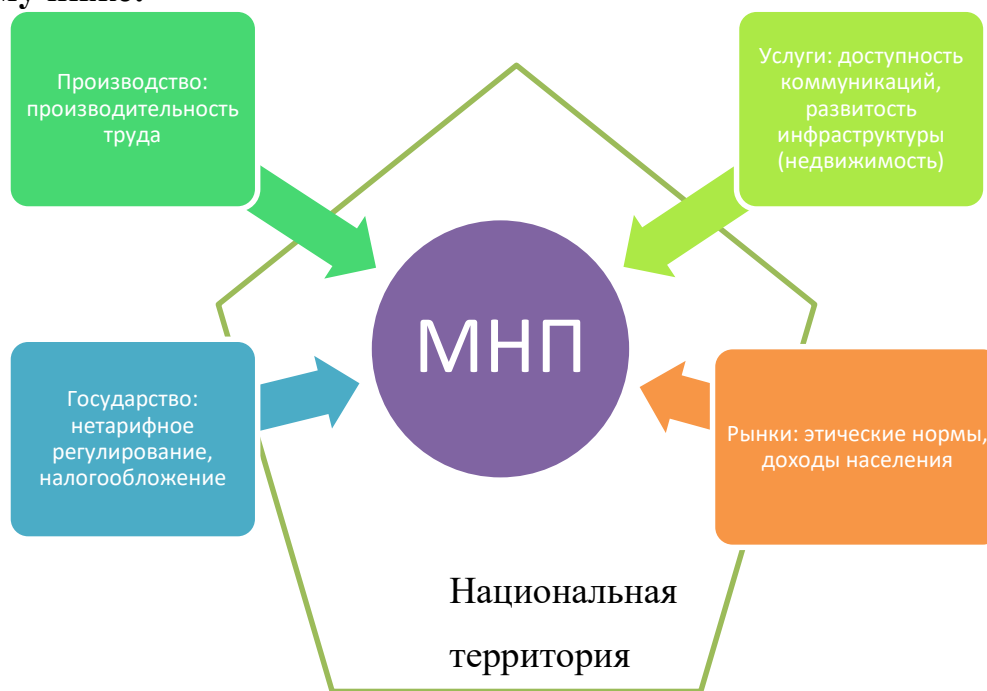 Производство:
производительность
труда
Услуги: доступность
коммуникаций,
развитость
инфраструктуры
(недвижимость)
МНП
Государство:
нетарифное
регулирование,
налогообложение
Рынки: этические нормы,
доходы населения
Национальная
территория